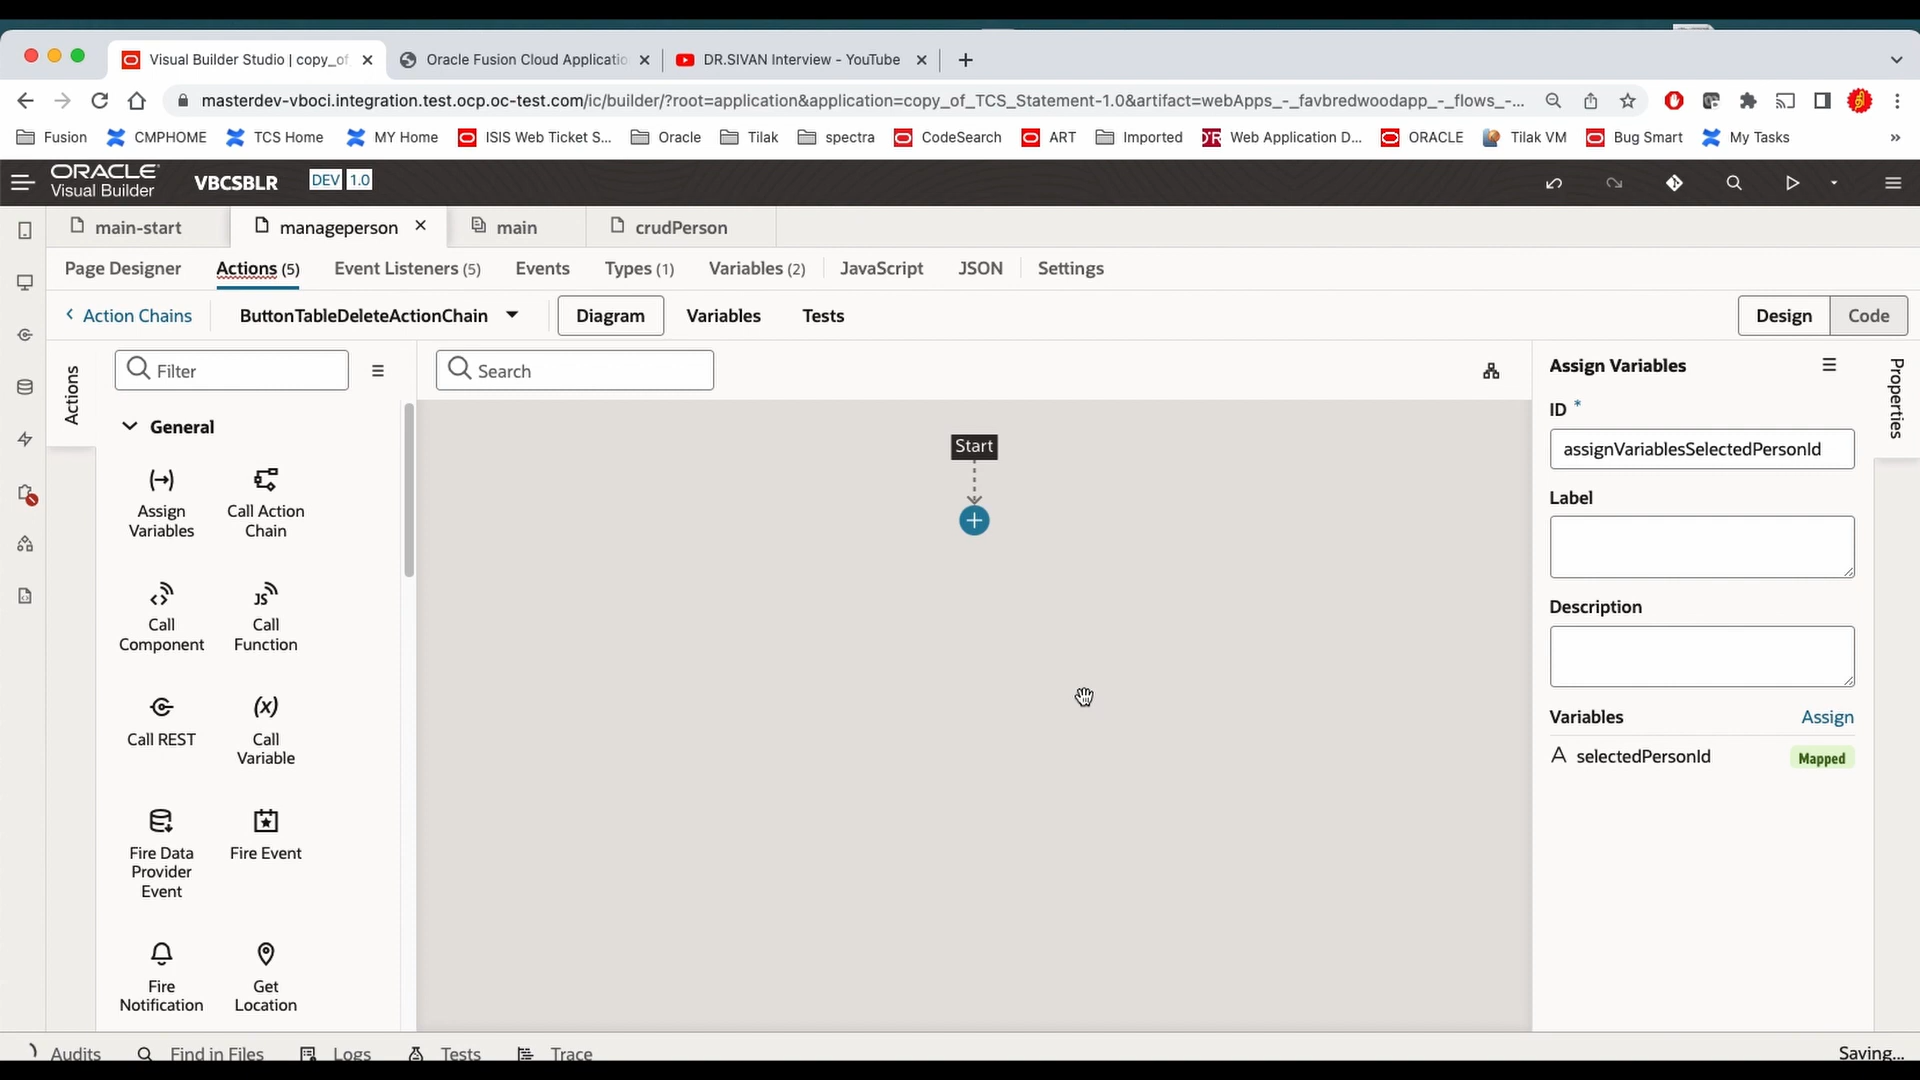 Visual Builder Studio | copy_of
Oracle Fusion Cloud Applicatio
DR.SIVAN Interview - YouTube
masterdev-vboci.integration.test.ocp.oc-test.com/ic/builder/?root=application&application=copy_of_TCS_Statement-1.0&artifact=webApps_-_favbredwoodapp_-_flows_-...
Fusion
CMPHOME
TCS Home
MY Home
ISIS Web Ticket S...
Oracle
Tilak
spectra
CodeSearch
ART
Imported
Web Application D...
ORACLE
Tilak VM
Bug Smart
My Tasks
»
ORACLE
Visual Builder
VBCSBLR
DEV 1.0
main-start
manageperson
main
crudPerson
Page Designer
Actions (5)
Event Listeners (5)
Events
Types (1)
Variables (2)
JavaScript
JSON
Settings
Action Chains
ButtonTableDeleteActionChain
Diagram
Variables
Tests
Design
Code
Actions
Filter
Search
General
Assign
Variables
Call Action
Chain
Call
Component
JS
Call
Function
Call REST
(x)
Call
Variable
Fire Data
Provider
Event
Fire Event
Fire
Notification
Get
Location
Start
Assign Variables
Properties
ID *
assignVariablesSelectedPersonId
Label
Description
Variables
Assign
A selectedPersonId
Mapped
Audits
Find in Files
Logs
Tests
Trace
Saving...